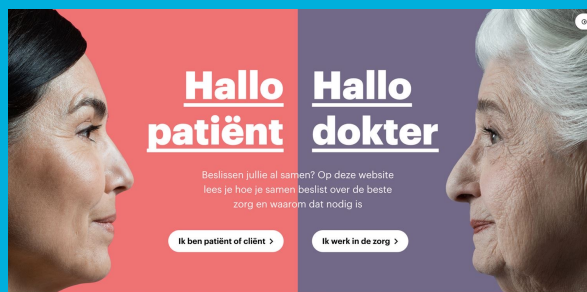 Hallo
patiënt
Hallo
dokter
Beslissen jullie al samen? Op deze website
lees je hoe je samen beslist over de beste
zorg en waarom dat nodig is
Ik ben patiënt of cliënt >
Ik werk in de zorg >